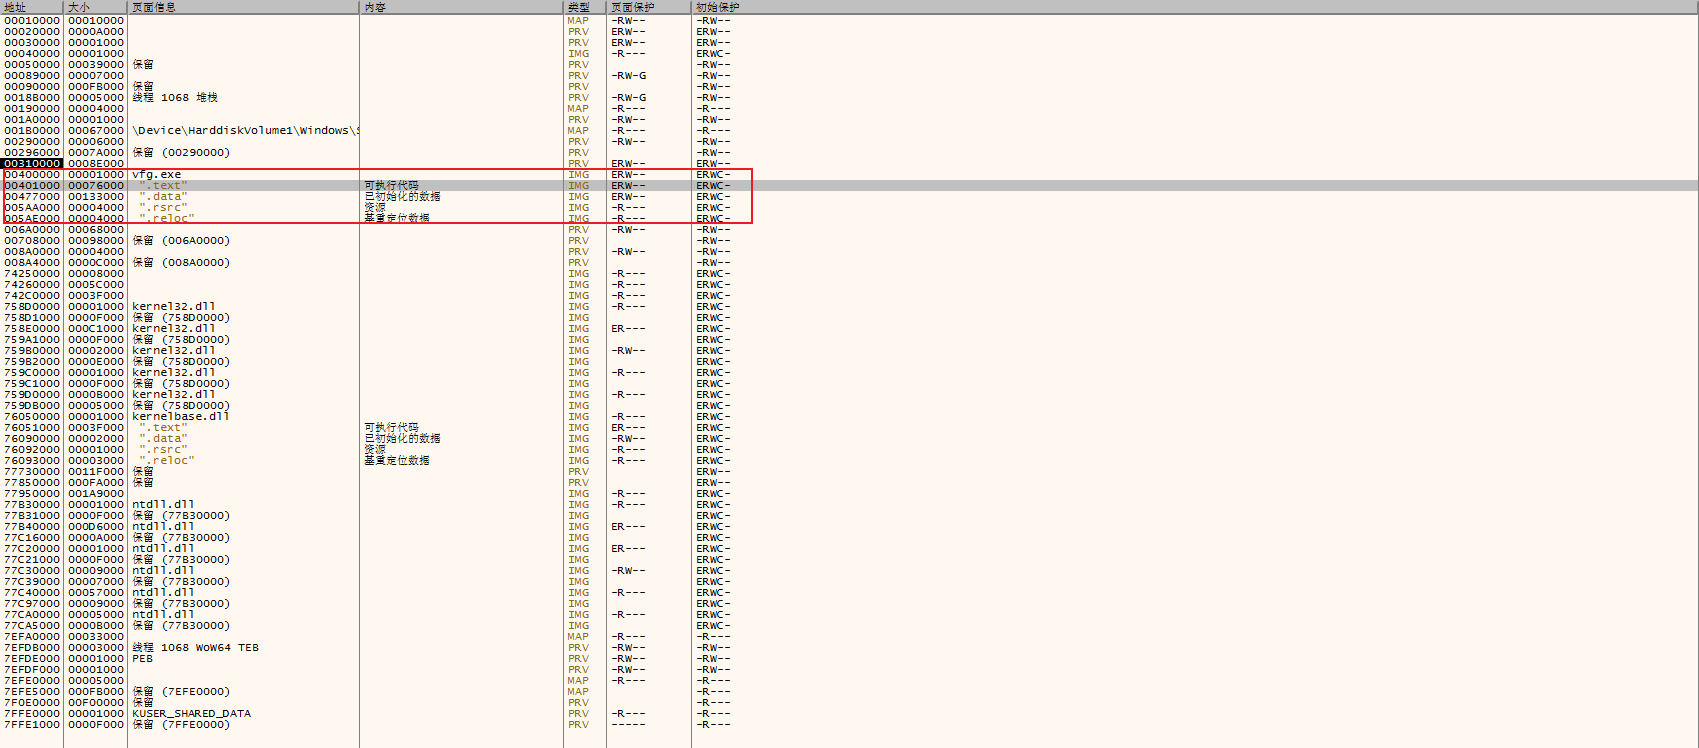 地址 大小 页面信息 内容 类型 页面保护 初始保护
00010000 00010000 MAP -RW-- -RW--
00020000 0000A000 PRV ERW-- ERW--
00030000 00001000 PRV ERW-- ERW--
00040000 00001000 IMG -R--- ERWC-
00050000 00039000 保留 PRV -RW--
00089000 00007000 PRV -RW-G -RW--
00090000 000FB000 保留 PRV -RW--
0018B000 00005000 线程 1068 堆栈 PRV -RW-G -RW--
00190000 00004000 MAP -R--- -R---
001A0000 00001000 PRV -RW-- -RW--
001B0000 00067000 \Device\HarddiskVolume1\Windows\S MAP -R--- -R---
00290000 00006000 PRV -RW-- -RW--
00296000 0007A000 保留 (00290000) PRV -RW--
00310000 0008E000 PRV ERW-- ERW--
00400000 00001000 vfg.exe IMG ERW-- ERWC-
00401000 00076000 ".text" 可执行代码 IMG ERW-- ERWC-
00477000 00133000 ".data" 已初始化的数据 IMG ERW-- ERWC-
005AA000 00004000 ".rsrc" 资源 IMG -R--- ERWC-
005AE000 00004000 ".reloc" 基重定位数据 IMG -R--- ERWC-
006A0000 00068000 PRV -RW-- -RW--
00708000 00098000 保留 (006A0000) PRV -RW--
008A0000 00004000 PRV -RW-- -RW--
008A4000 0000C000 保留 (008A0000) PRV -RW--
74250000 00008000 IMG -R--- ERWC-
74260000 0005C000 IMG -R--- ERWC-
742C0000 0003F000 IMG -R--- ERWC-
758D0000 00001000 kernel32.dll IMG -R--- ERWC-
758D1000 0000F000 保留 (758D0000) IMG ERWC-
758E0000 000C1000 kernel32.dll IMG ER--- ERWC-
759A1000 0000F000 保留 (758D0000) IMG ERWC-
759B0000 00002000 kernel32.dll IMG -RW-- ERWC-
759B2000 0000E000 保留 (758D0000) IMG ERWC-
759C0000 00001000 kernel32.dll IMG -R--- ERWC-
759C1000 0000F000 保留 (758D0000) IMG ERWC-
759D0000 0000B000 kernel32.dll IMG -R--- ERWC-
759DB000 00005000 保留 (758D0000) IMG ERWC-
76050000 00001000 kernelbase.dll IMG -R--- ERWC-
76051000 0003F000 ".text" 可执行代码 IMG ER--- ERWC-
76090000 00002000 ".data" 已初始化的数据 IMG -RW-- ERWC-
76092000 00001000 ".rsrc" 资源 IMG -R--- ERWC-
76093000 00003000 ".reloc" 基重定位数据 IMG -R--- ERWC-
77730000 0011F000 保留 PRV ERW--
77850000 000FA000 保留 PRV ERW--
77950000 001A9000 IMG -R--- ERWC-
77B30000 00001000 ntdll.dll IMG -R--- ERWC-
77B31000 0000F000 保留 (77B30000) IMG ERWC-
77B40000 000D6000 ntdll.dll IMG ER--- ERWC-
77C16000 0000A000 保留 (77B30000) IMG ERWC-
77C20000 00001000 ntdll.dll IMG ER--- ERWC-
77C21000 0000F000 保留 (77B30000) IMG ERWC-
77C30000 00009000 ntdll.dll IMG -RW-- ERWC-
77C39000 00007000 保留 (77B30000) IMG ERWC-
77C40000 00057000 ntdll.dll IMG -R--- ERWC-
77C97000 00009000 保留 (77B30000) IMG ERWC-
77CA0000 00005000 ntdll.dll IMG -R--- ERWC-
77CA5000 0000B000 保留 (77B30000) IMG ERWC-
7EFA0000 00033000 MAP -R--- -R---
7EFDB000 00003000 线程 1068 WoW64 TEB PRV -RW-- -RW--
7EFDE000 00001000 PEB PRV -RW-- -RW--
7EFDF000 00001000 PRV -RW-- -RW--
7EFE0000 00005000 MAP -R--- -R---
7EFE5000 000FB000 保留 (7EFE0000) MAP -R---
7F0E0000 00F00000 保留 PRV -R---
7FFE0000 00001000 KUSER_SHARED_DATA PRV -R--- -R---
7FFE1000 0000F000 保留 (7FFE0000) PRV ----- -R---